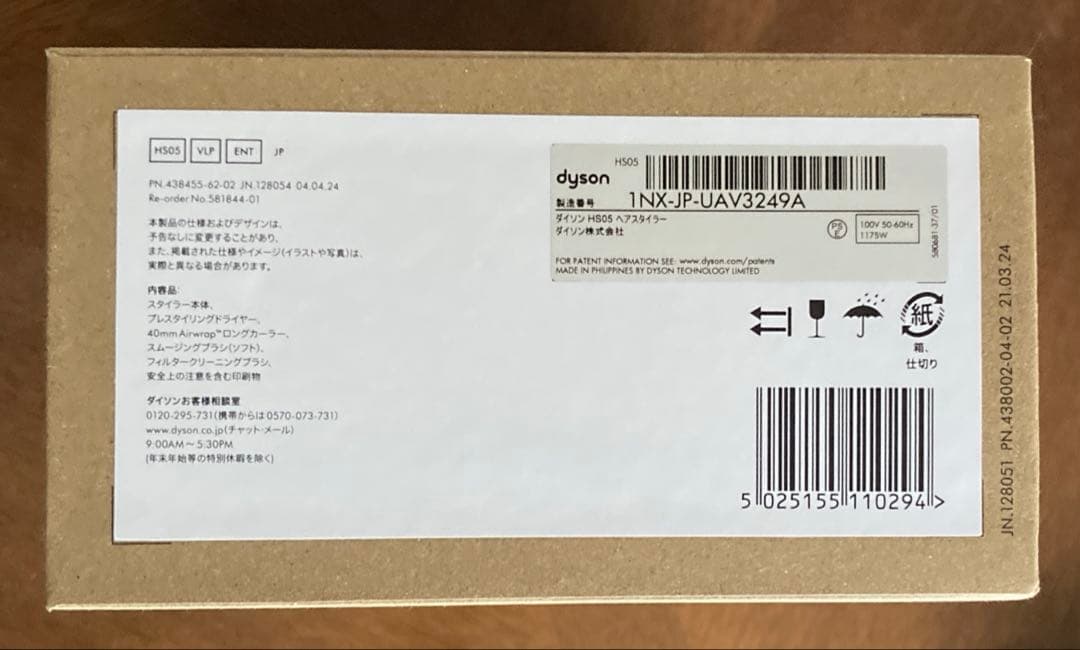 HS05 VLP ENT JP
PN.438455-62-02 JN.128054 04.04.24
Re-order No.581844-01
本製品の仕様およびデザインは、
予告なしに変更することがあり、
また、掲載された仕様やイメージ(イラストや写真)は、
実際と異なる場合があります。
内容品:
スタイラー本体、
プレスタイリングドライヤー、
40mm Airwrap™ロングカーラー、
スムージングブラシ(ソフト)、
フィルタークリーニングブラシ、
安全上の注意を含む印刷物
ダイソンお客様相談室
0120-295-731(携帯からは0570-073-731)
www.dyson.co.jp(チャット・メール)
9:00AM～5:30PM
(年末年始等の特別休暇を除く)
HS05
dyson
製造番号 1NX-JP-UAV3249A
ダイソン HS05 ヘアスタイラー
ダイソン株式会社
PS
E
100V 50-60Hz
1175W
FOR PATENT INFORMATION SEE: www.dyson.com/patents
MADE IN PHILIPPINES BY DYSON TECHNOLOGY LIMITED
580681-37/01
紙
箱、
仕切り
5 025155 110294 >
JN.128051 PN.438002-04-02 21.03.24